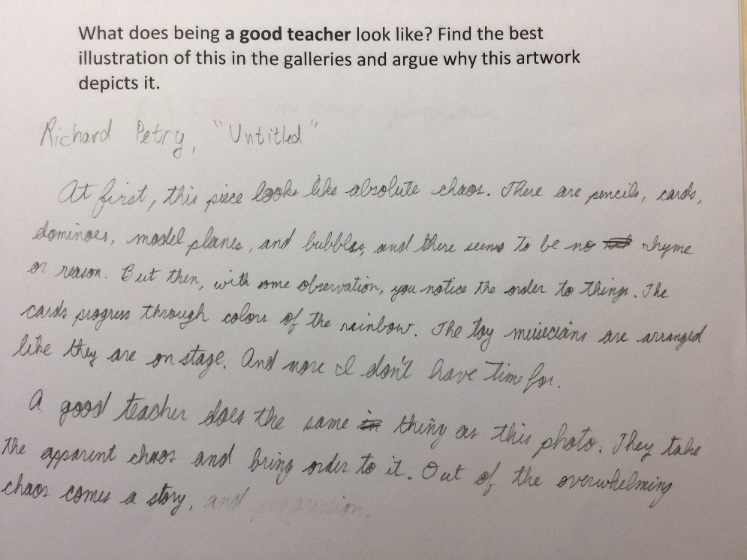 What does being a good teacher look like? Find the best
illustration of this in the galleries and argue why this artwork
depicts it.
Richard Petry, "Untitled"
At first, this piece looks like absolute chaos. There are pencils, cards,
dominoes, model planes, and bubbles, and there seems to be no rhyme
or reason. But then, with some observation, you notice the order to things. The
cards progress through colors of the rainbow. The toy musicians are arranged
like they are on stage. And more I don't have time for.
A good teacher does the same thing as this photo. They take
the apparent chaos and bring order to it. Out of the overwhelming
chaos comes a story, and